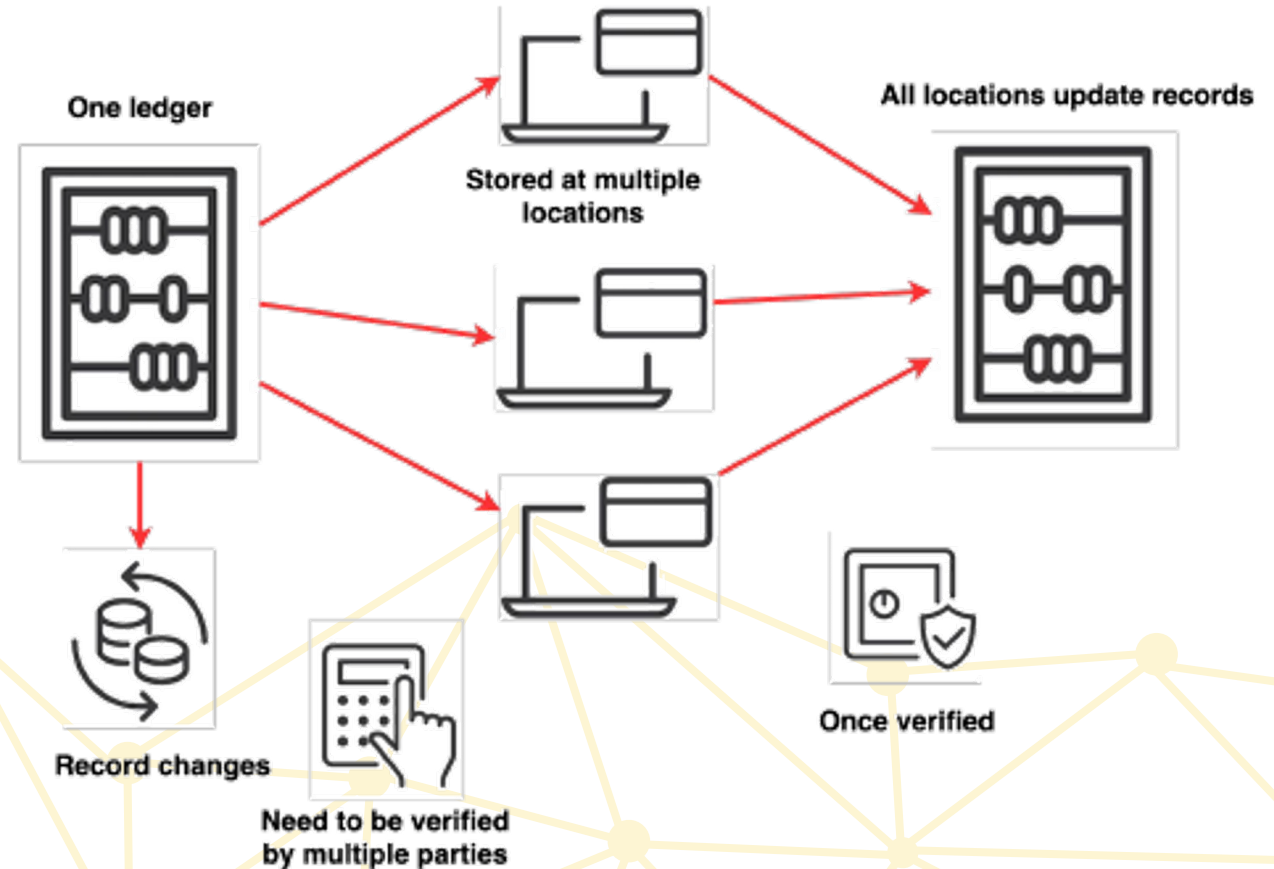 One ledger
All locations update records
Stored at multiple
locations
Once verified
Record changes
Need to be verified
by multiple parties